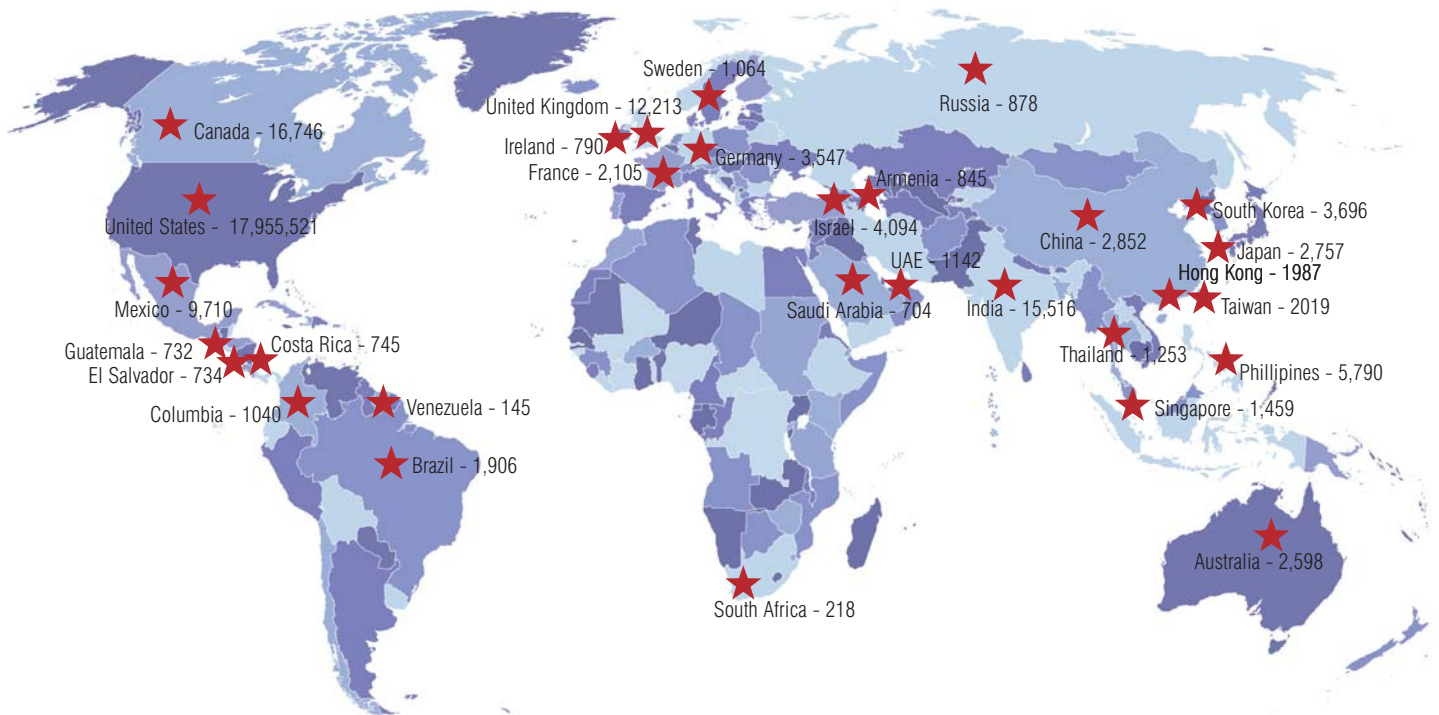 Sweden - 1,064
United Kingdom - 12,213
Russia - 878
Canada - 16,746
Ireland - 790
Germany - 3,547
France - 2,105
Armenia - 845
United States - 17,955,521
Israel - 4,094
South Korea - 3,696
China - 2,852
Japan - 2,757
UAE - 1142
Hong Kong - 1987
Mexico - 9,710
Saudi Arabia - 704
India - 15,516
Taiwan - 2019
Guatemala - 732
Costa Rica - 745
Thailand - 1,253
El Salvador - 734
Phillipines - 5,790
Columbia - 1040
Venezuela - 145
Singapore - 1,459
Brazil - 1,906
Australia - 2,598
South Africa - 218